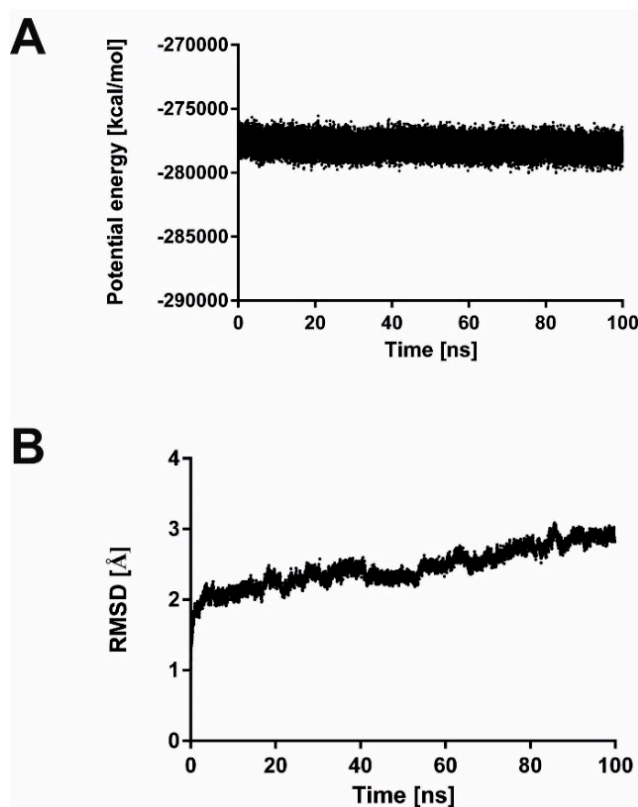 A
Potential energy [kcal/mol]
-270000
-275000
-280000
-285000
-290000
0 20 40 60 80 100
Time [ns]
B
RMSD [Å]
4
3
2
1
0
0 20 40 60 80 100
Time [ns]